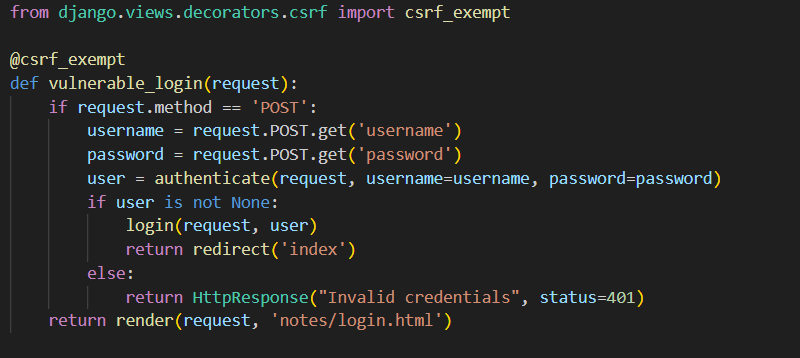 from django.views.decorators.csrf import csrf_exempt

@csrf_exempt
def vulnerable_login(request):
    if request.method == 'POST':
        username = request.POST.get('username')
        password = request.POST.get('password')
        user = authenticate(request, username=username, password=password)
        if user is not None:
            login(request, user)
            return redirect('index')
        else:
            return HttpResponse("Invalid credentials", status=401)
    return render(request, 'notes/login.html')